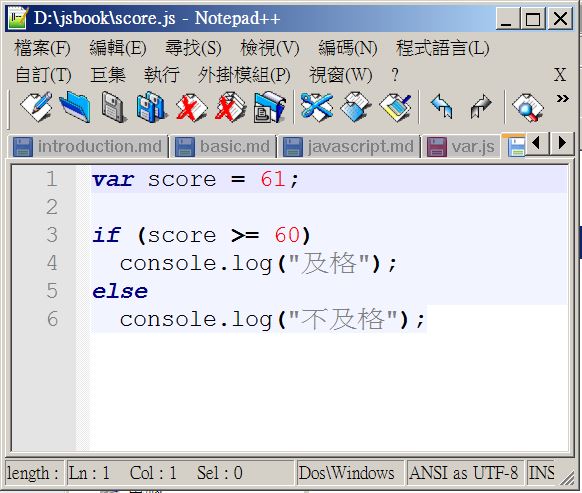 D:\jsbook\score.js - Notepad++
檔案(F) 編輯(E) 尋找(S) 檢視(V) 編碼(N) 程式語言(L)
自訂(T) 巨集 執行 外掛模組(P) 視窗(W) ? X
introduction.md basic.md javascript.md var.js
1 var score = 61;
2
3 if (score >= 60)
4 console.log("及格");
5 else
6 console.log("不及格");
length : Ln : 1 Col : 1 Sel : 0 Dos\Windows ANSI as UTF-8 INS